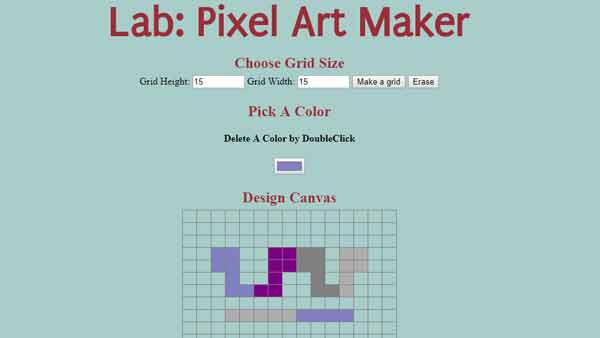 Lab: Pixel Art Maker
Choose Grid Size
Grid Height: 15 Grid Width: 15 Make a grid Erase
Pick A Color
Delete A Color by DoubleClick
Design Canvas